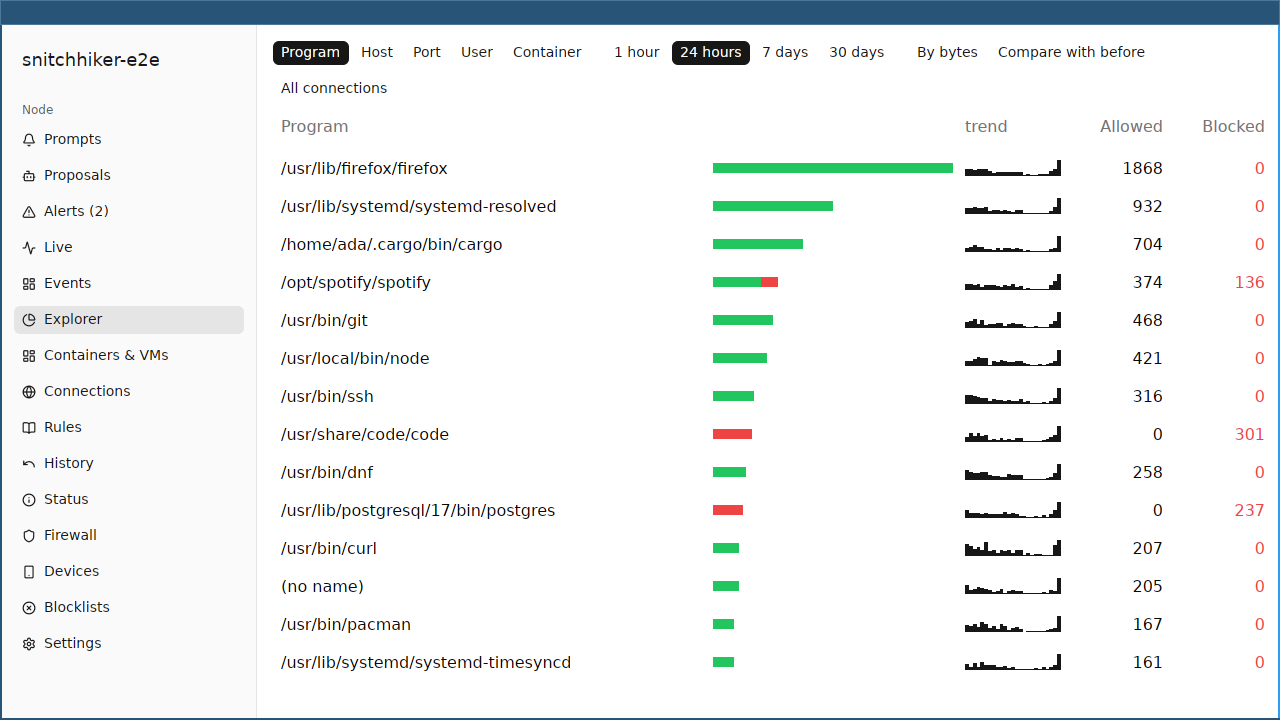 snitchhiker-e2e
Node
Prompts
Proposals
Alerts (2)
Live
Events
Explorer
Containers & VMs
Connections
Rules
History
Status
Firewall
Devices
Blocklists
Settings
Program Host Port User Container 1 hour 24 hours 7 days 30 days By bytes Compare with before
All connections
Program trend Allowed Blocked
/usr/lib/firefox/firefox 1868 0
/usr/lib/systemd/systemd-resolved 932 0
/home/ada/.cargo/bin/cargo 704 0
/opt/spotify/spotify 374 136
/usr/bin/git 468 0
/usr/local/bin/node 421 0
/usr/bin/ssh 316 0
/usr/share/code/code 0 301
/usr/bin/dnf 258 0
/usr/lib/postgresql/17/bin/postgres 0 237
/usr/bin/curl 207 0
(no name) 205 0
/usr/bin/pacman 167 0
/usr/lib/systemd/systemd-timesyncd 161 0